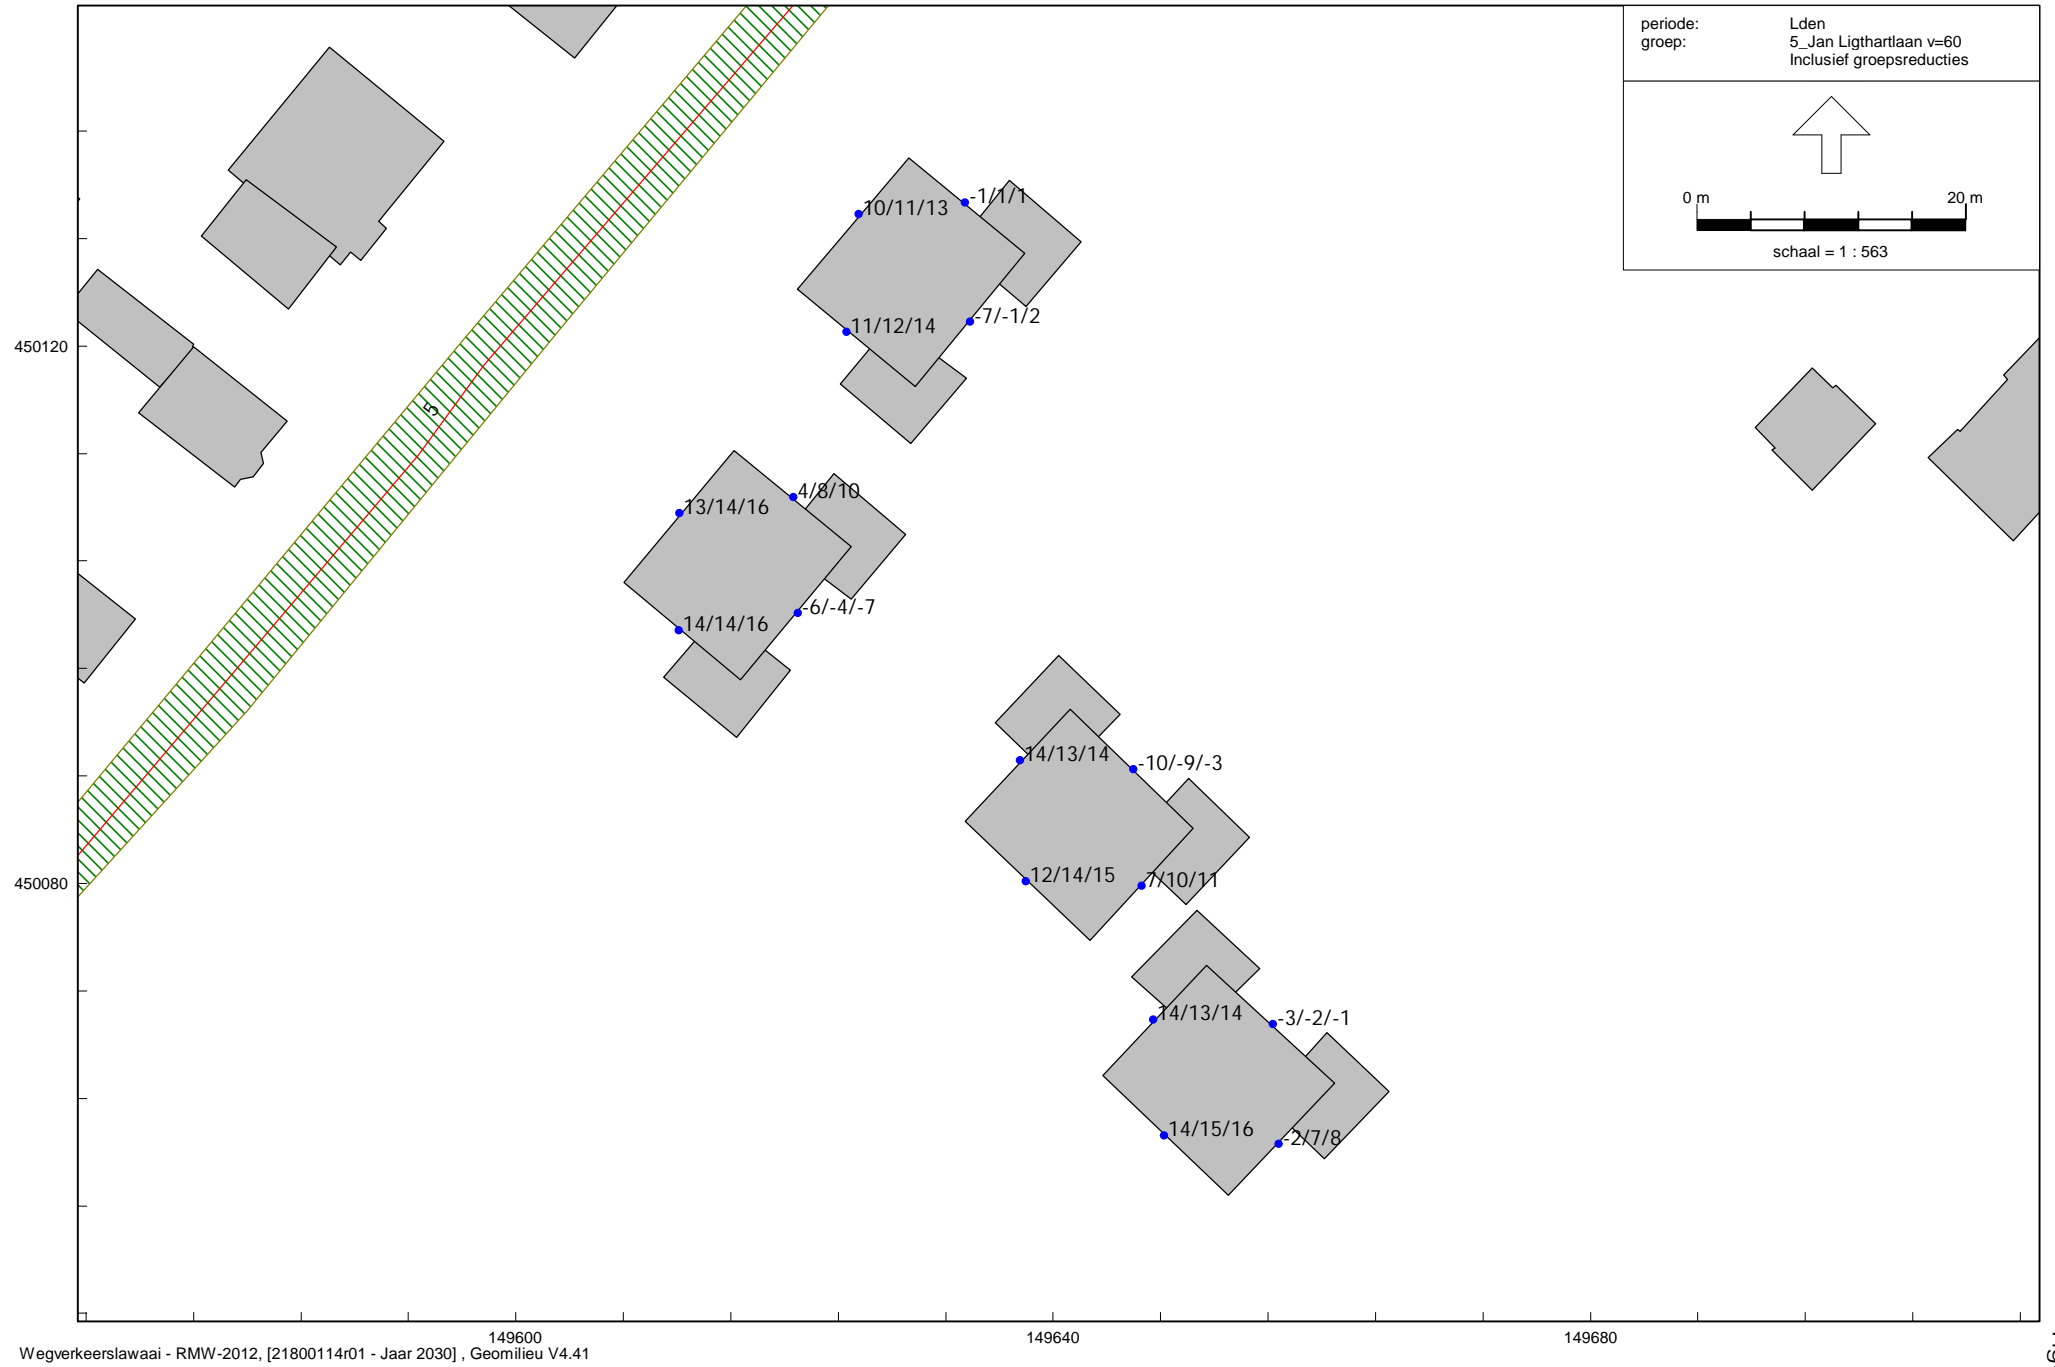 periode: Lden
groep: 5_Jan Ligthartlaan v=60
Inclusief groepsreducties
0 m 20 m
schaal = 1 : 563
-1/1/1
10/11/13
-7/-1/2
11/12/14
450120
5
4/8/10
13/14/16
-6/-4/-7
14/14/16
14/13/14
-10/-9/-3
12/14/15
7/10/11
450080
14/13/14
-3/-2/-1
14/15/16
-2/7/8
149600 149640 149680
Wegverkeerslawaai - RMW-2012, [21800114r01 - Jaar 2030] , Geomilieu V4.41